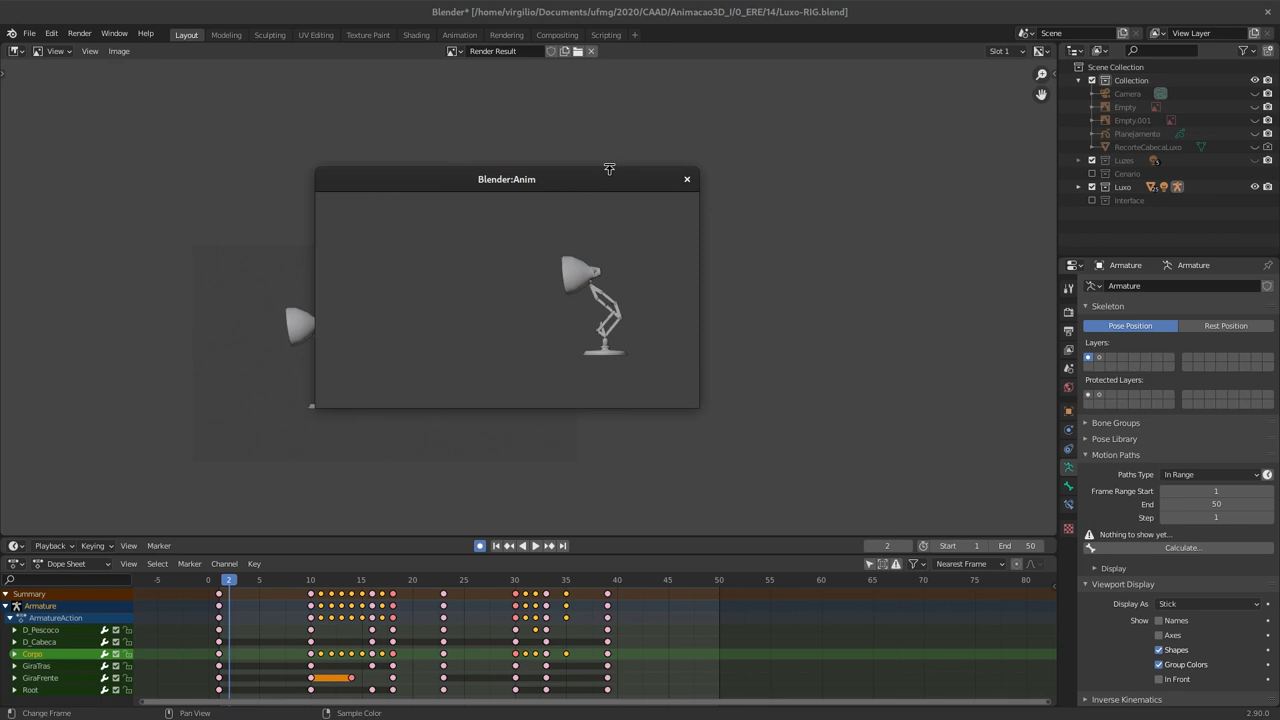 Blender* [/home/virgilio/Documents/ufmg/2020/CAAD/Animacao3D_I/0_ERE/14/Luxo-RIG.blend]
File Edit Render Window Help Layout Modeling Sculpting UV Editing Texture Paint Shading Animation Rendering Compositing Scripting + Scene View Layer
View View Image Render Result Slot 1
Scene Collection
Collection
Camera
Empty
Empty.001
Planejamento
RecorteCabecaLuxo
Luzes
Cenario
Luxo
Interface
Blender:Anim
Armature Armature
Armature
Skeleton
Pose Position Rest Position
Layers:
Protected Layers:
Bone Groups
Pose Library
Motion Paths
Paths Type In Range
Frame Range Start 1
End 50
Step 1
Nothing to show yet...
Calculate...
Display
Viewport Display
Display As Stick
Show Names
Axes
Shapes
Group Colors
In Front
Inverse Kinematics
Playback Keying View Marker 2 Start 1 End 50
Dope Sheet View Select Marker Channel Key Nearest Frame
-5 0 2 5 10 15 20 25 30 35 40 45 50 55 60 65 70 75 80
Summary
Armature
ArmatureAction
D_Pescoco
D_Cabeca
Corpo
GiraTras
GiraFrente
Root
Change Frame Pan View Sample Color 2.90.0